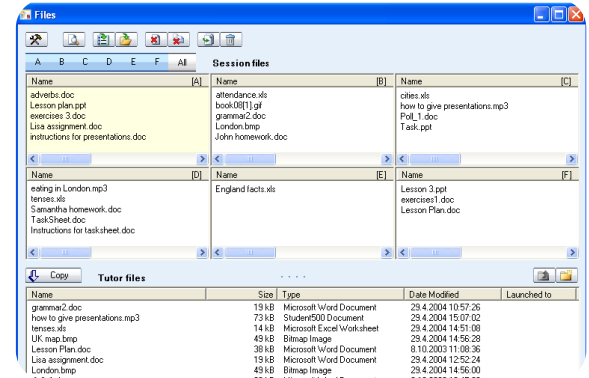 Files
A B C D E F All Session files
Name [A]
adverbs.doc
Lesson plan.ppt
exercises 3.doc
Lisa assignment.doc
instructions for presentations.doc
Name [B]
attendance.xls
book08[1].gif
grammar2.doc
London.bmp
John homework.doc
Name [C]
cities.xls
how to give presentations.mp3
Poll_1.doc
Task.ppt
Name [D]
eating in London.mp3
tenses.xls
Samantha homework.doc
TaskSheet.doc
Instructions for tasksheet.doc
Name [E]
England facts.xls
Name [F]
Lesson 3.ppt
exercises1.doc
Lesson Plan.doc
Copy Tutor files
Name Size Type Date Modified Launched to
grammar2.doc 19 kB Microsoft Word Document 29.4.2004 10:57:26
how to give presentations.mp3 73 kB Student500 Document 29.4.2004 15:07:02
tenses.xls 14 kB Microsoft Excel Worksheet 29.4.2004 14:51:08
UK map.bmp 49 kB Bitmap Image 29.4.2004 14:56:28
Lesson Plan.doc 38 kB Microsoft Word Document 8.10.2003 11:08:36
Lisa assignment.doc 19 kB Microsoft Word Document 29.4.2004 12:52:24
London.bmp 49 kB Bitmap Image 29.4.2004 14:56:00